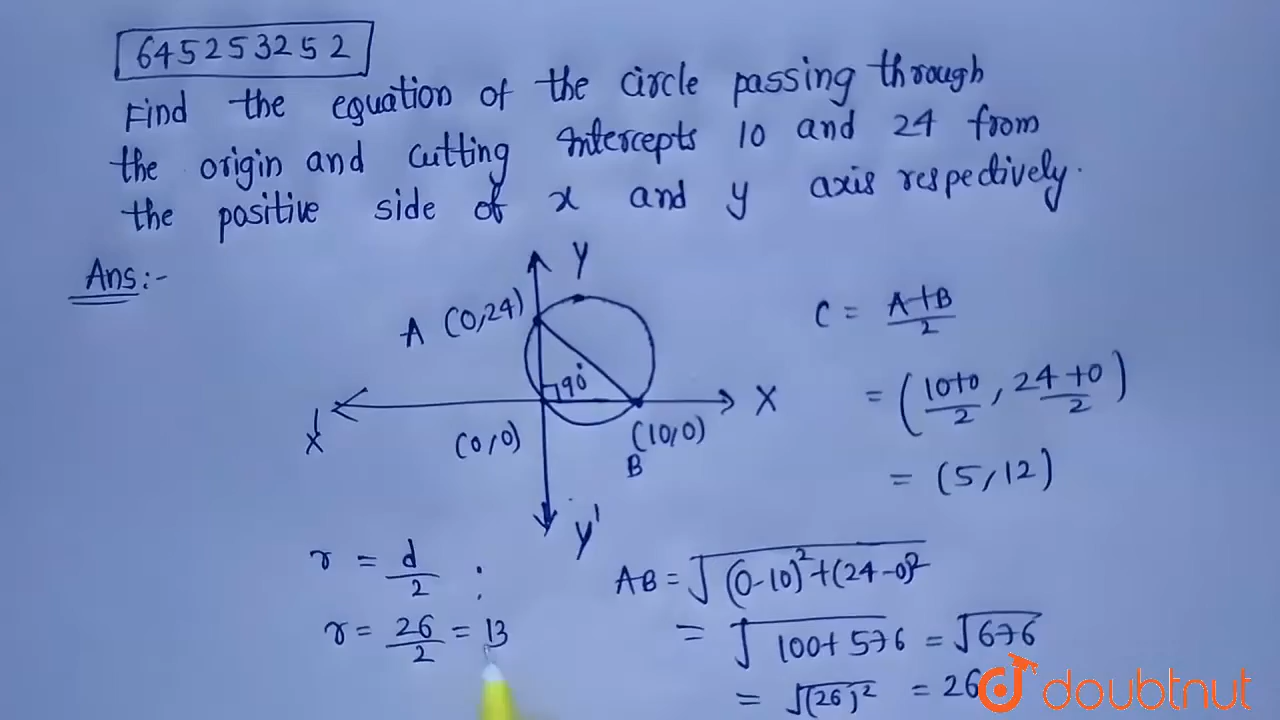 645253252
Find the equation of the circle passing through
the origin and cutting intercepts 10 and 24 from
the positive side of x and y axis respectively.
Ans:-
Y
A (0,24)
90°
X
X'
(0,0)
(10,0)
B
Y'
C = A+B/2
= (10+0/2, 24+0/2)
= (5,12)
r = d/2 ;
r = 26/2 = 13
AB = √(0-10)²+(24-0)²
= √100+576 = √676
= √(26)² = 26
doubtnut